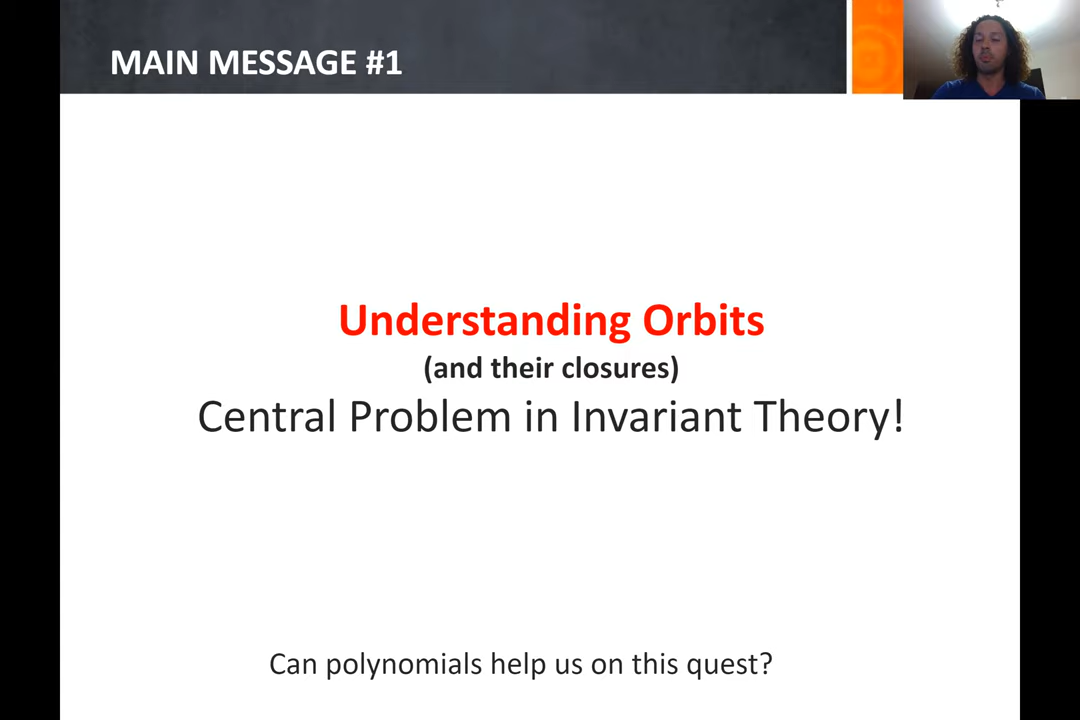 MAIN MESSAGE #1
Understanding Orbits
(and their closures)
Central Problem in Invariant Theory!
Can polynomials help us on this quest?